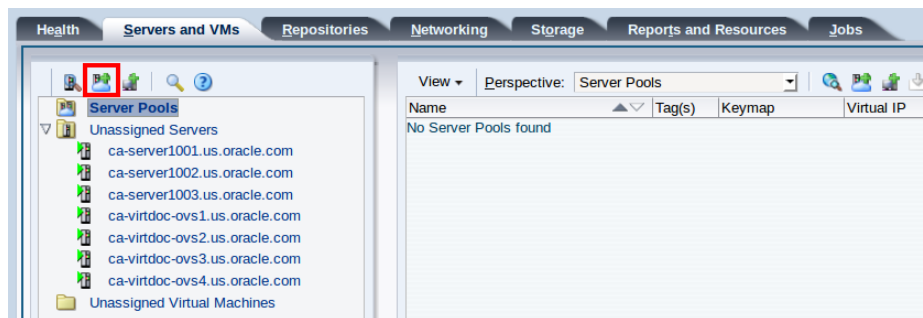 Health Servers and VMs Repositories Networking Storage Reports and Resources Jobs
View Perspective: Server Pools
Server Pools
Name Tag(s) Keymap Virtual IP
Unassigned Servers
No Server Pools found
ca-server1001.us.oracle.com
ca-server1002.us.oracle.com
ca-server1003.us.oracle.com
ca-virtdoc-ovs1.us.oracle.com
ca-virtdoc-ovs2.us.oracle.com
ca-virtdoc-ovs3.us.oracle.com
ca-virtdoc-ovs4.us.oracle.com
Unassigned Virtual Machines